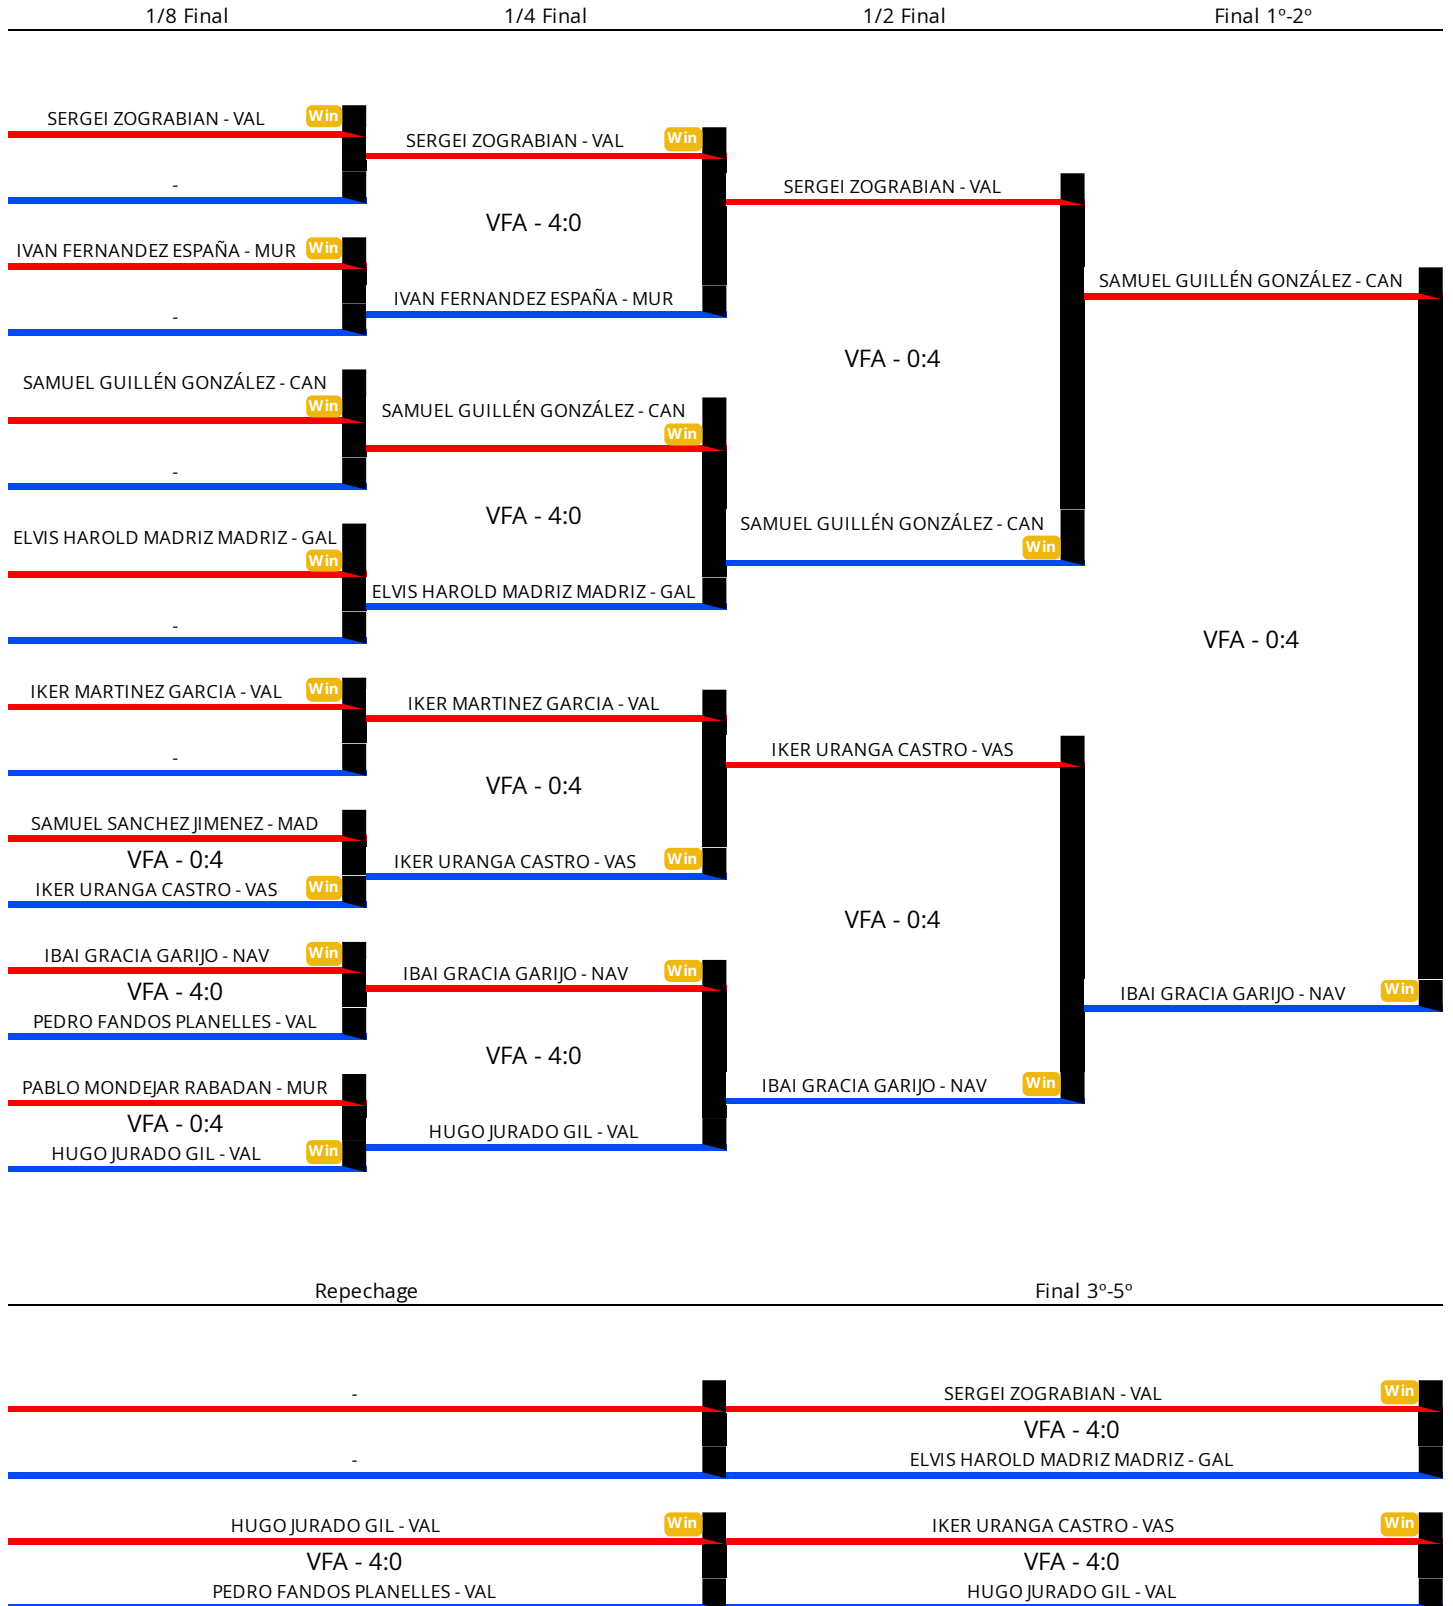 1/8 Final 1/4 Final 1/2 Final Final 1º-2º
SERGEI ZOGRABIAN - VAL Win
-
IVAN FERNANDEZ ESPAÑA - MUR Win
-
SAMUEL GUILLÉN GONZÁLEZ - CAN
Win
-
ELVIS HAROLD MADRIZ MADRIZ - GAL
Win
-
IKER MARTINEZ GARCIA - VAL Win
-
SAMUEL SANCHEZ JIMENEZ - MAD
VFA - 0:4
IKER URANGA CASTRO - VAS Win
IBAI GRACIA GARIJO - NAV Win
VFA - 4:0
PEDRO FANDOS PLANELLES - VAL
PABLO MONDEJAR RABADAN - MUR
VFA - 0:4
HUGO JURADO GIL - VAL Win
SERGEI ZOGRABIAN - VAL Win
VFA - 4:0
IVAN FERNANDEZ ESPAÑA - MUR
SAMUEL GUILLÉN GONZÁLEZ - CAN
Win
VFA - 4:0
ELVIS HAROLD MADRIZ MADRIZ - GAL
IKER MARTINEZ GARCIA - VAL
VFA - 0:4
IKER URANGA CASTRO - VAS Win
IBAI GRACIA GARIJO - NAV Win
VFA - 4:0
HUGO JURADO GIL - VAL
SERGEI ZOGRABIAN - VAL
VFA - 0:4
SAMUEL GUILLÉN GONZÁLEZ - CAN
Win
IKER URANGA CASTRO - VAS
VFA - 0:4
IBAI GRACIA GARIJO - NAV Win
SAMUEL GUILLÉN GONZÁLEZ - CAN
VFA - 0:4
IBAI GRACIA GARIJO - NAV Win
Repechage Final 3º-5º
-
-
HUGO JURADO GIL - VAL Win
VFA - 4:0
PEDRO FANDOS PLANELLES - VAL
SERGEI ZOGRABIAN - VAL Win
VFA - 4:0
ELVIS HAROLD MADRIZ MADRIZ - GAL
IKER URANGA CASTRO - VAS Win
VFA - 4:0
HUGO JURADO GIL - VAL